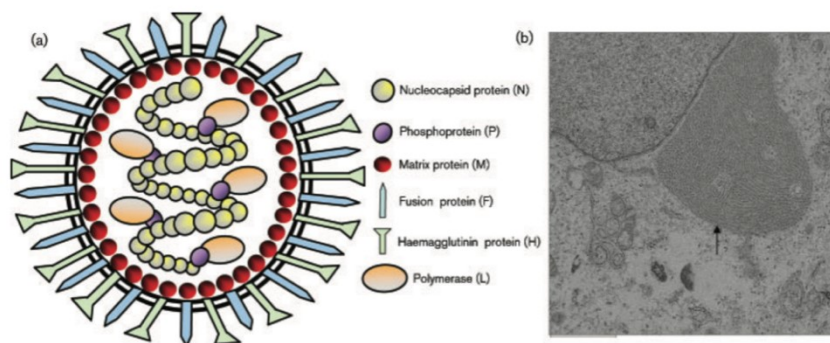 (a)
Nucleocapsid protein (N)
Phosphoprotein (P)
Matrix protein (M)
Fusion protein (F)
Haemagglutinin protein (H)
Polymerase (L)
(b)